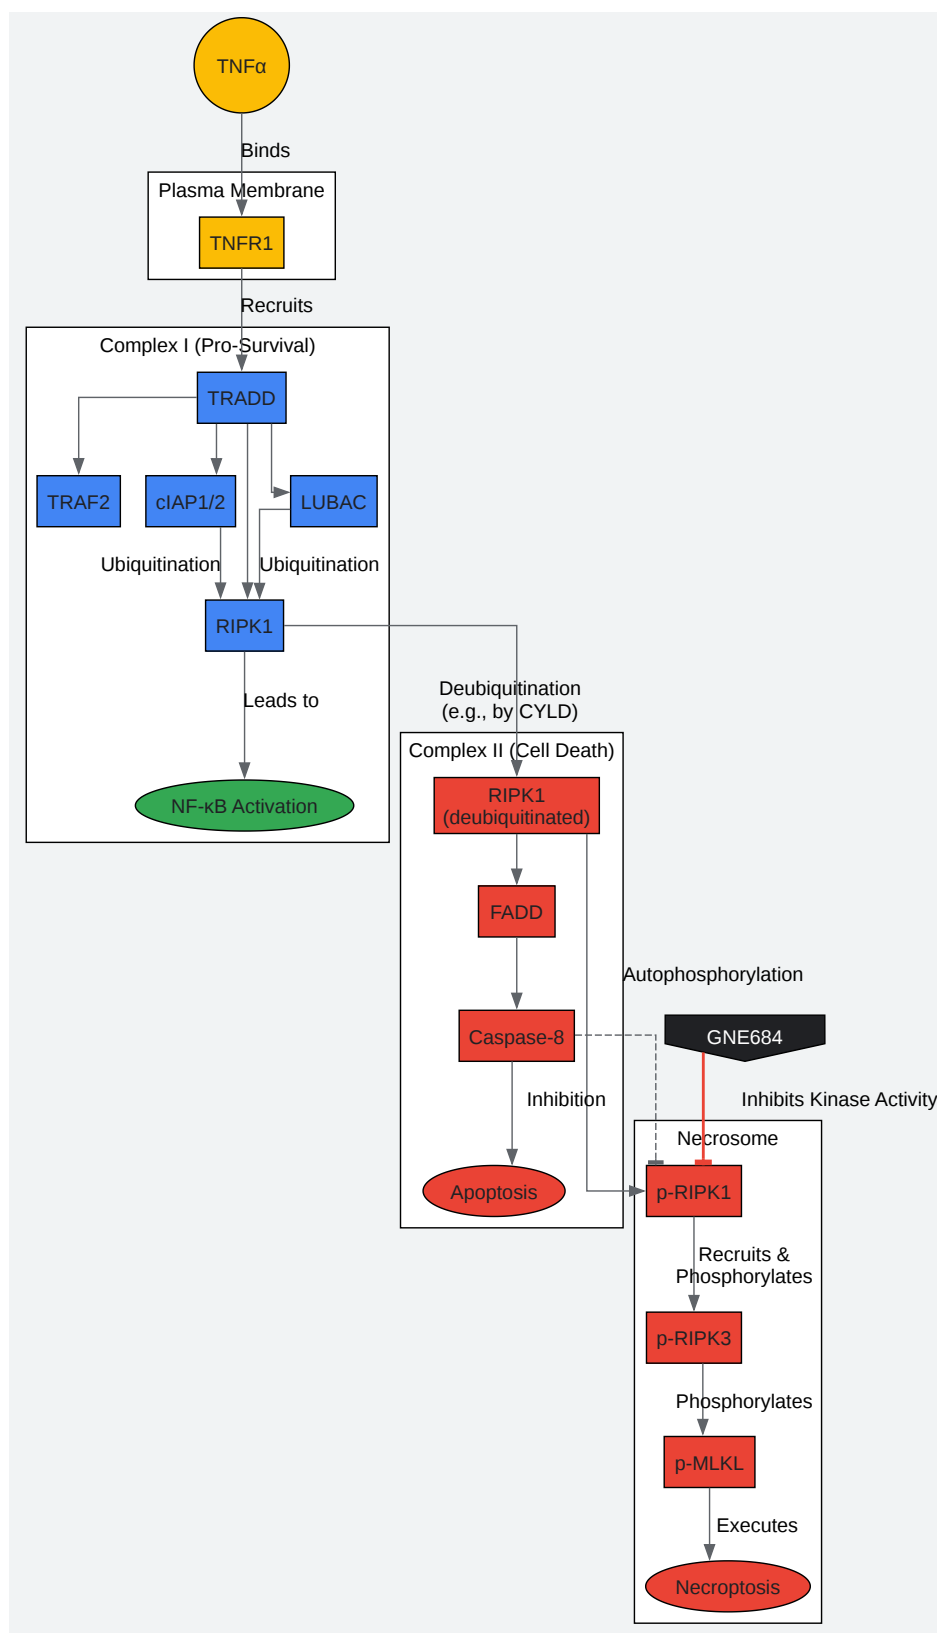 TNFα
Binds
Plasma Membrane
TNFR1
Recruits
Complex I (Pro-Survival)
TRADD
TRAF2
cIAP1/2
LUBAC
Ubiquitination
Ubiquitination
RIPK1
Leads to
NF-κB Activation
Deubiquitination
(e.g., by CYLD)
Complex II (Cell Death)
RIPK1
(deubiquitinated)
FADD
Autophosphorylation
Caspase-8
GNE684
Inhibition
Inhibits Kinase Activity
Necrosome
Apoptosis
p-RIPK1
Recruits &
Phosphorylates
p-RIPK3
Phosphorylates
p-MLKL
Executes
Necroptosis